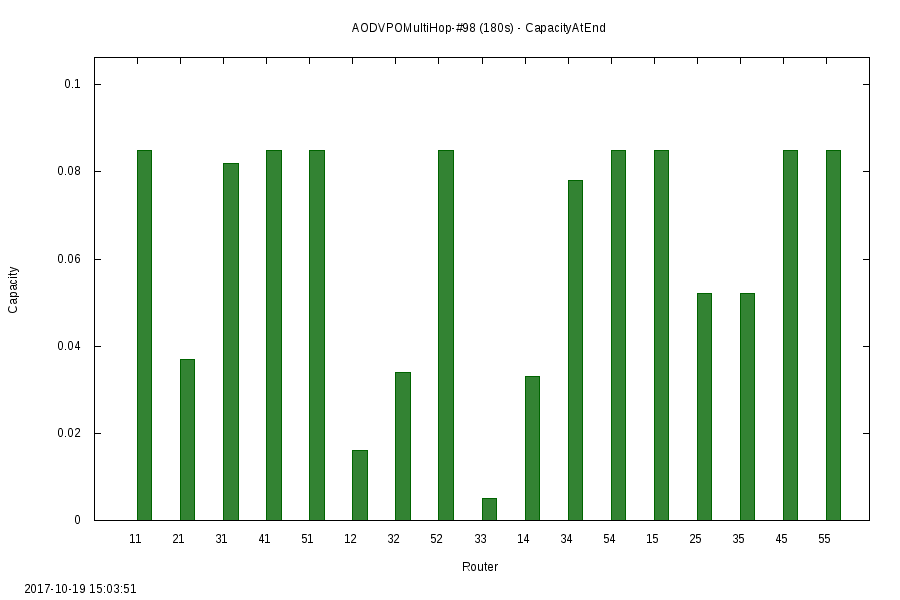 AODVPOMultiHop-#98 (180s) - CapacityAtEnd
0.1
0.08
0.06
0.04
0.02
0
Capacity
11 21 31 41 51 12 32 52 33 14 34 54 15 25 35 45 55
Router
2017-10-19 15:03:51